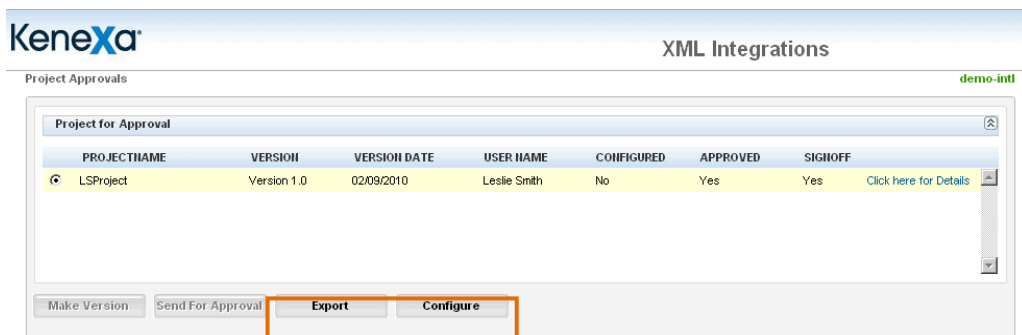 Kenexa
XML Integrations
Project Approvals demo-intl
Project for Approval
PROJECTNAME VERSION VERSION DATE USER NAME CONFIGURED APPROVED SIGNOFF
LSProject Version 1.0 02/09/2010 Leslie Smith No Yes Yes Click here for Details
Make Version Send For Approval Export Configure